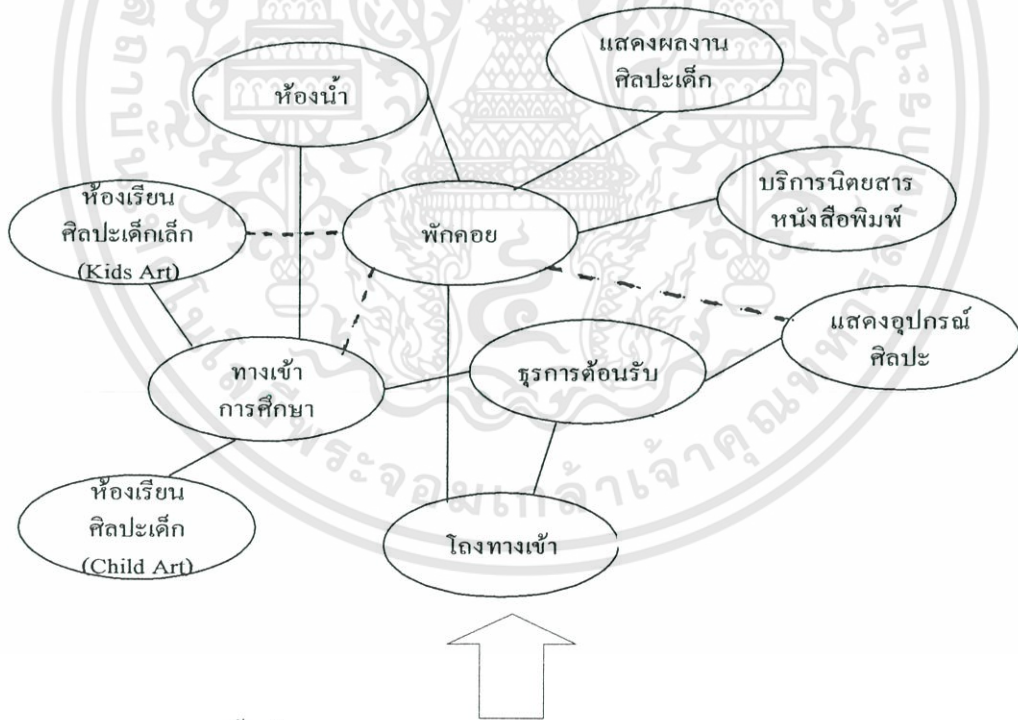 แสดงผลงาน
ศิลปะเด็ก
ห้องน้ำ
บริการนิตยสาร
หนังสือพิมพ์
ห้องเรียน
ศิลปะเด็กเล็ก
(Kids Art)
พักคอย
แสดงอุปกรณ์
ศิลปะ
ทางเข้า
การศึกษา
ธุรการต้อนรับ
ห้องเรียน
ศิลปะเด็ก
(Child Art)
โถงทางเข้า